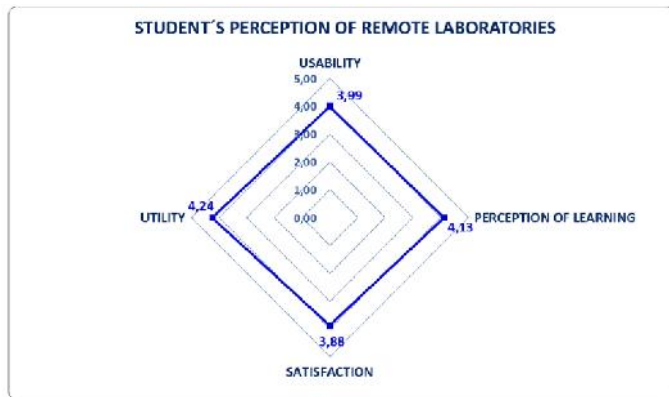 STUDENT´S PERCEPTION OF REMOTE LABORATORIES
USABILITY
5,00
3,99
4,00
3,00
2,00
1,00
0,00
4,24
UTILITY
PERCEPTION OF LEARNING
4,13
3,88
SATISFACTION